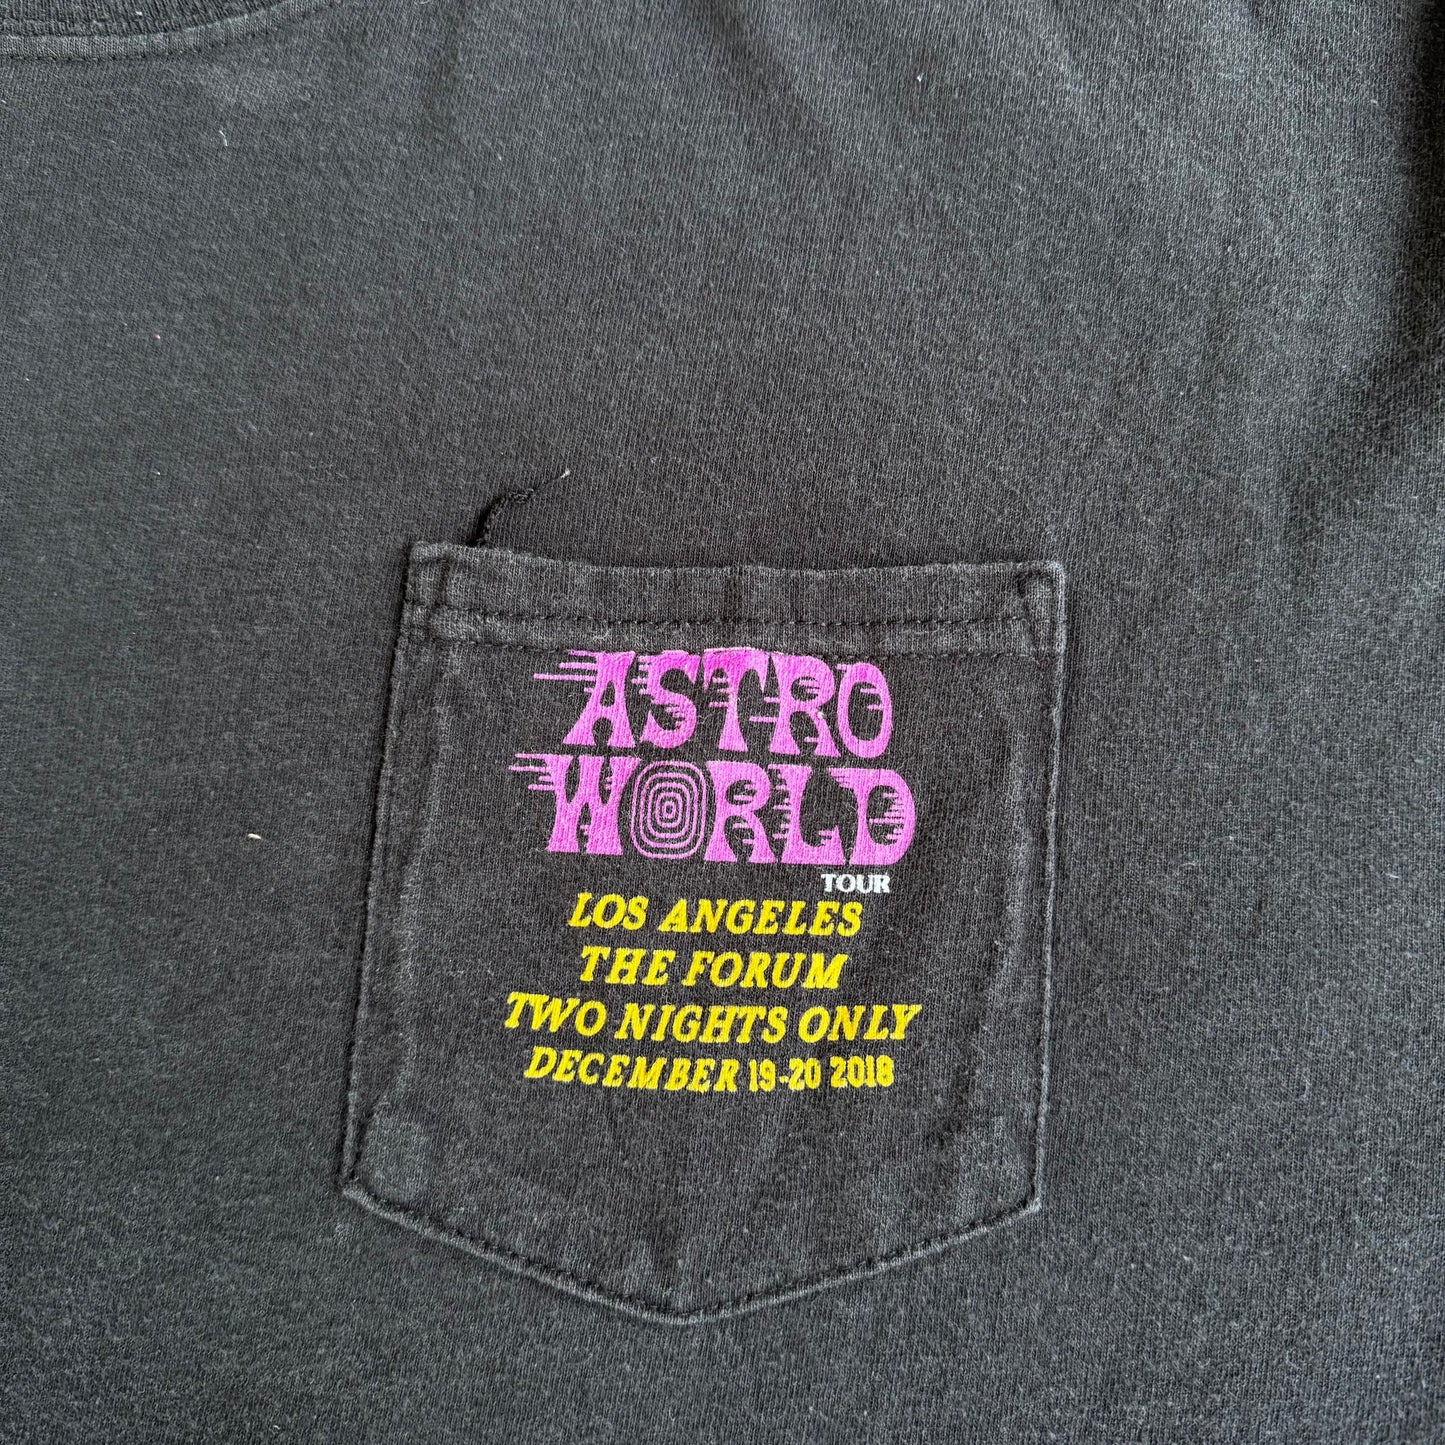 ASTRO
WORLD
TOUR
LOS ANGELES
THE FORUM
TWO NIGHTS ONLY
DECEMBER 19-20 2018